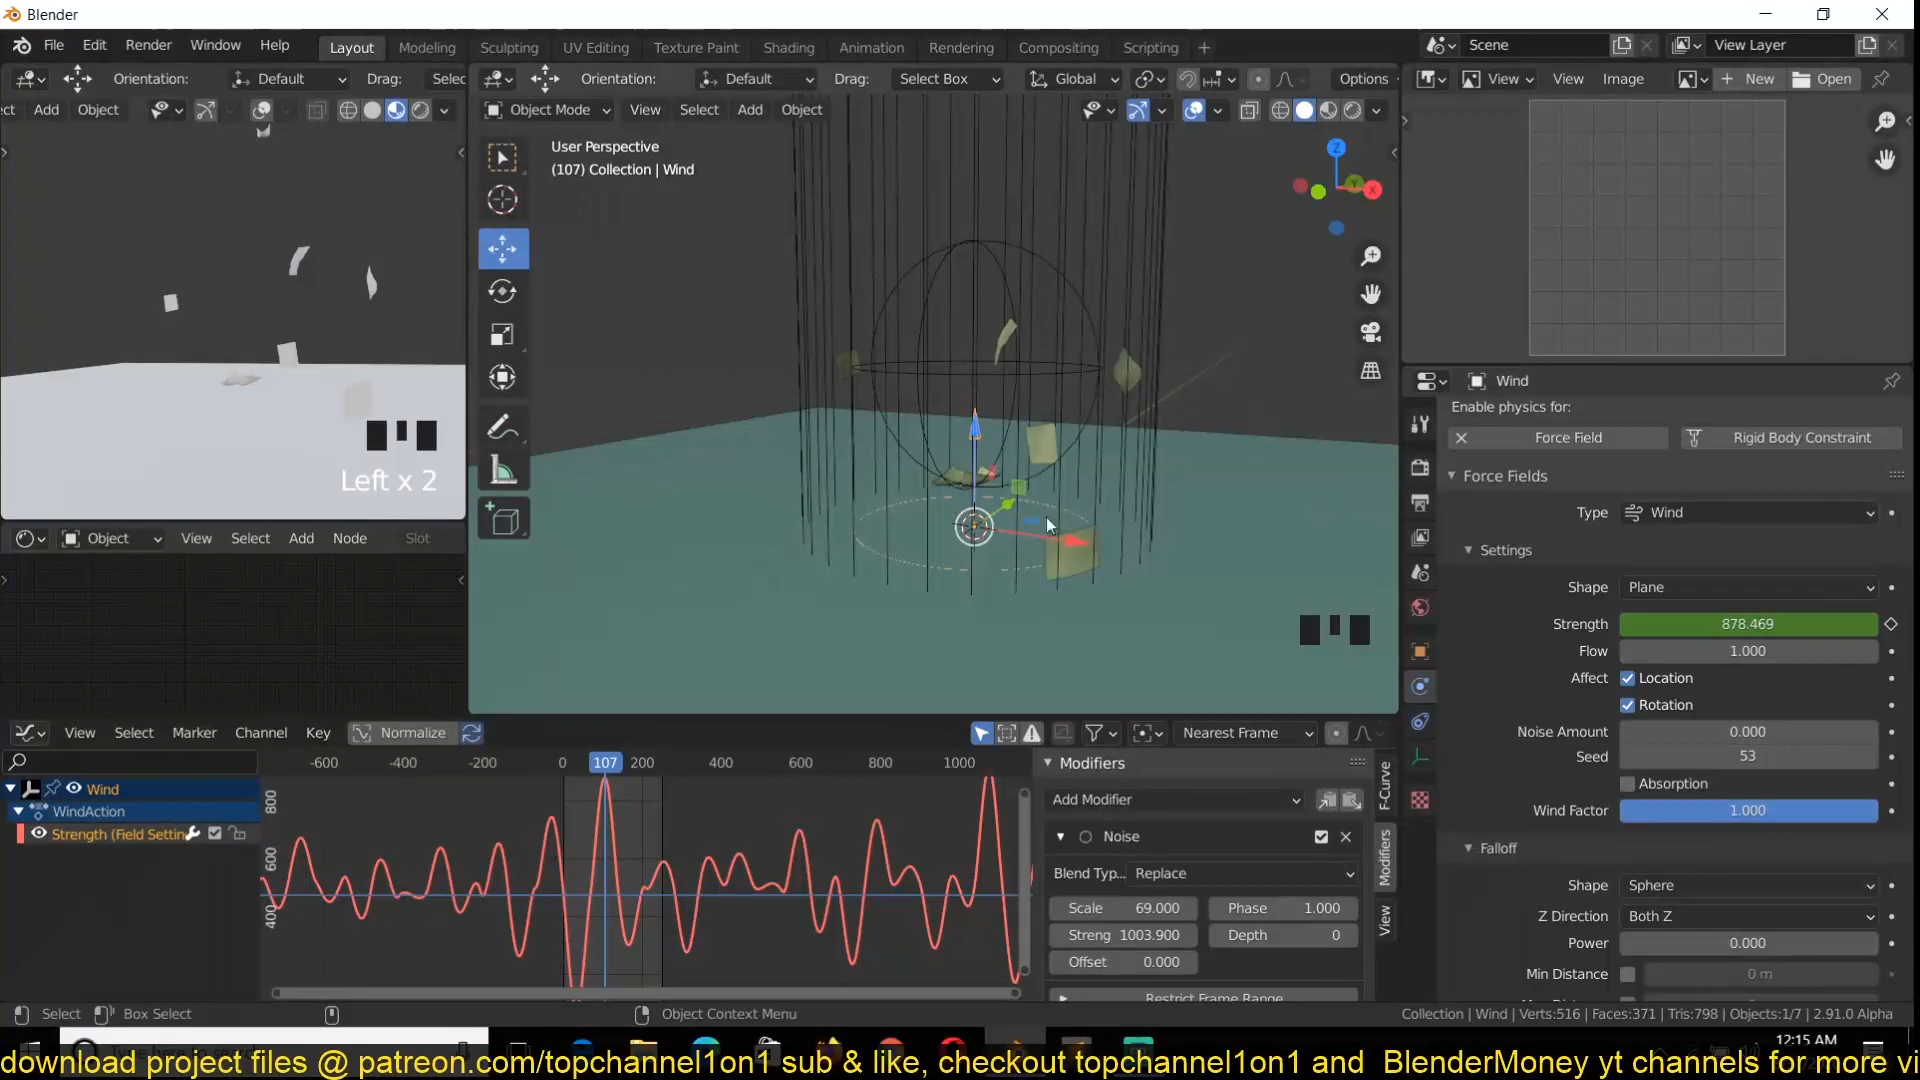 Blender
File Edit Render Window Help Layout Modeling Sculpting UV Editing Texture Paint Shading Animation Rendering Compositing Scripting + Scene View Layer
Orientation: Default Drag: Selec
ect Add Object
Orientation: Default Drag: Select Box Global Options
Object Mode View Select Add Object
View View Image New Open
User Perspective
(107) Collection | Wind
Z
Y
X
Left x 2
Object View Select Add Node Slot
Wind
Enable physics for:
Force Field Rigid Body Constraint
Force Fields
Type Wind
Settings
Shape Plane
Strength 878.469
Flow 1.000
Affect Location
Rotation
Noise Amount 0.000
Seed 53
Absorption
Wind Factor 1.000
Falloff
Shape Sphere
Z Direction Both Z
Power 0.000
Min Distance 0 m
View Select Marker Channel Key Normalize Nearest Frame
-600 -400 -200 0 107 200 400 600 800 1000
Wind
WindAction
Strength (Field Settin
800
600
400
Modifiers
Add Modifier
Noise
Blend Typ... Replace
Scale 69.000 Phase 1.000
Streng 1003.900 Depth 0
Offset 0.000
Restrict Frame Range
F-Curve
Modifiers
View
Select Box Select Object Context Menu Collection | Wind | Verts:516 | Faces:371 | Tris:798 | Objects:1/7 | 2.91.0 Alpha
12:15 AM
download project files @ patreon.com/topchannel1on1 sub & like, checkout topchannel1on1 and BlenderMoney yt channels for more vi